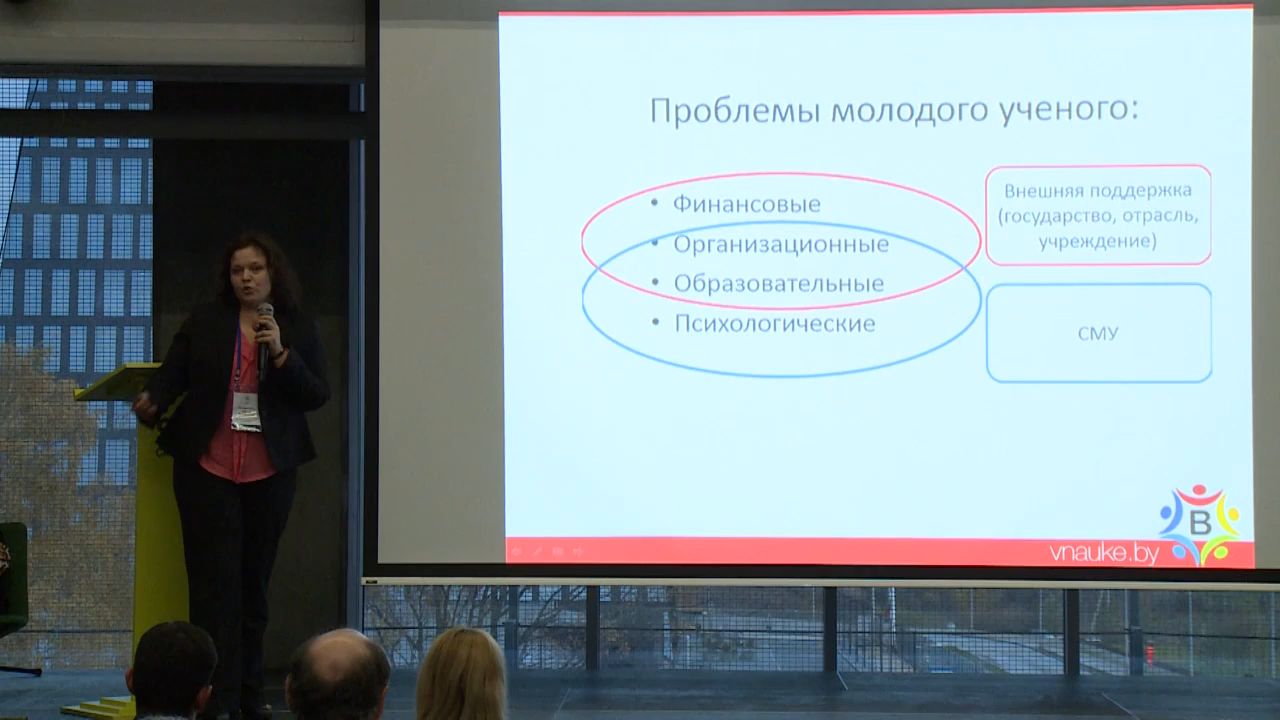 Проблемы молодого ученого:
• Финансовые
• Организационные
• Образовательные
• Психологические
Внешняя поддержка
(государство, отрасль,
учреждение)
СМУ
B
vnauke.by